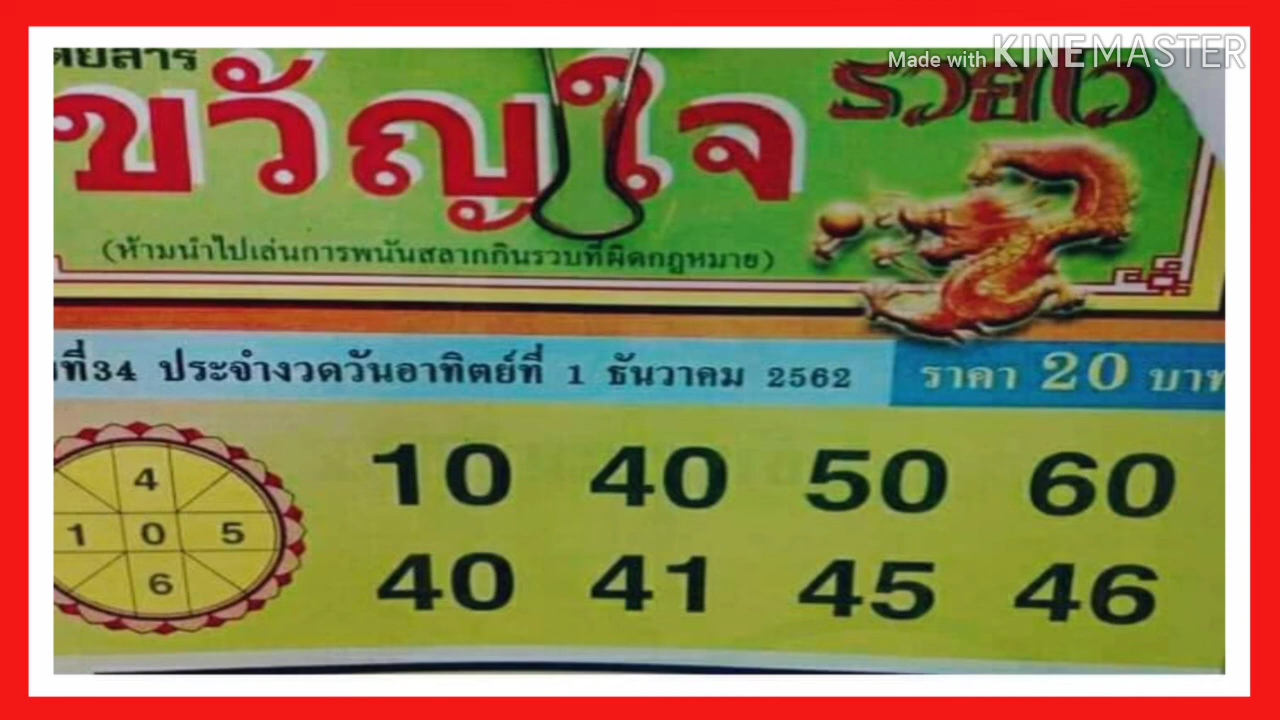 Made with KINEMASTER
ขวัญใจ
รวยไว
(ห้ามนำไปเล่นการพนันสลากกินรวบที่ผิดกฎหมาย)
ที่34 ประจำงวดวันอาทิตย์ที่ 1 ธันวาคม 2562
ราคา 20 บาท
4
1 0 5
6
10 40 50 60
40 41 45 46